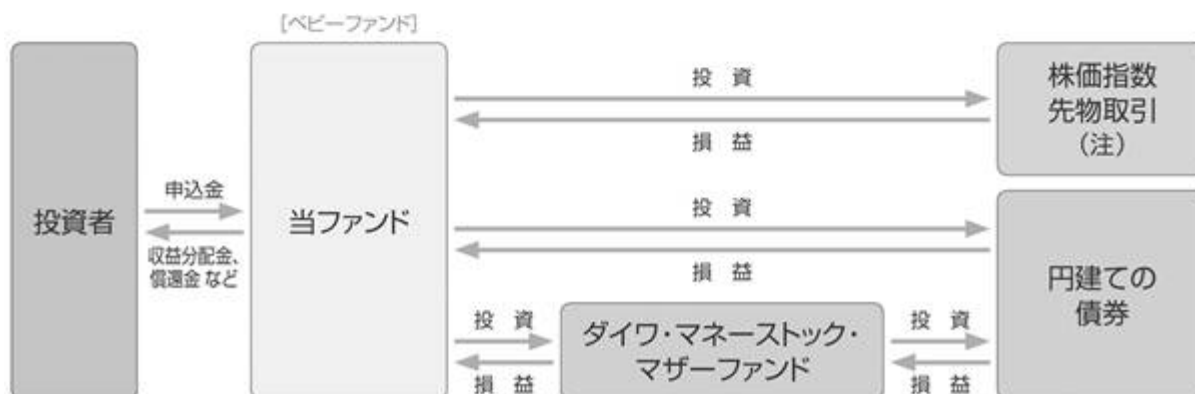 [ベビーファンド]
投資者
申込金
収益分配金、
償還金 など
当ファンド
投 資
損 益
株価指数
先物取引
（注）
投 資
損 益
円建ての
債券
投 資
損 益
ダイワ・マネーストック・
マザーファンド
投 資
損 益